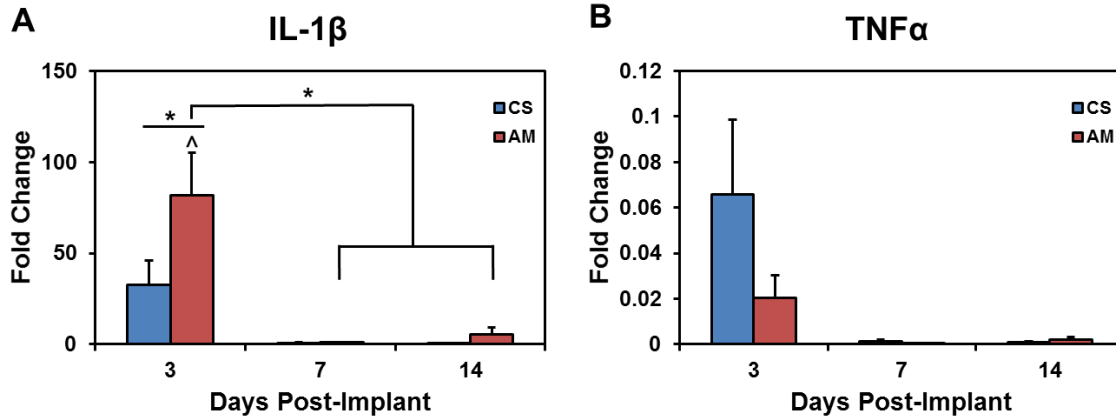 A
IL-1β
150
100
50
0
Fold Change
*
*
^
CS
AM
3 7 14
Days Post-Implant
B
TNFα
0.12
0.1
0.08
0.06
0.04
0.02
0
Fold Change
CS
AM
3 7 14
Days Post-Implant